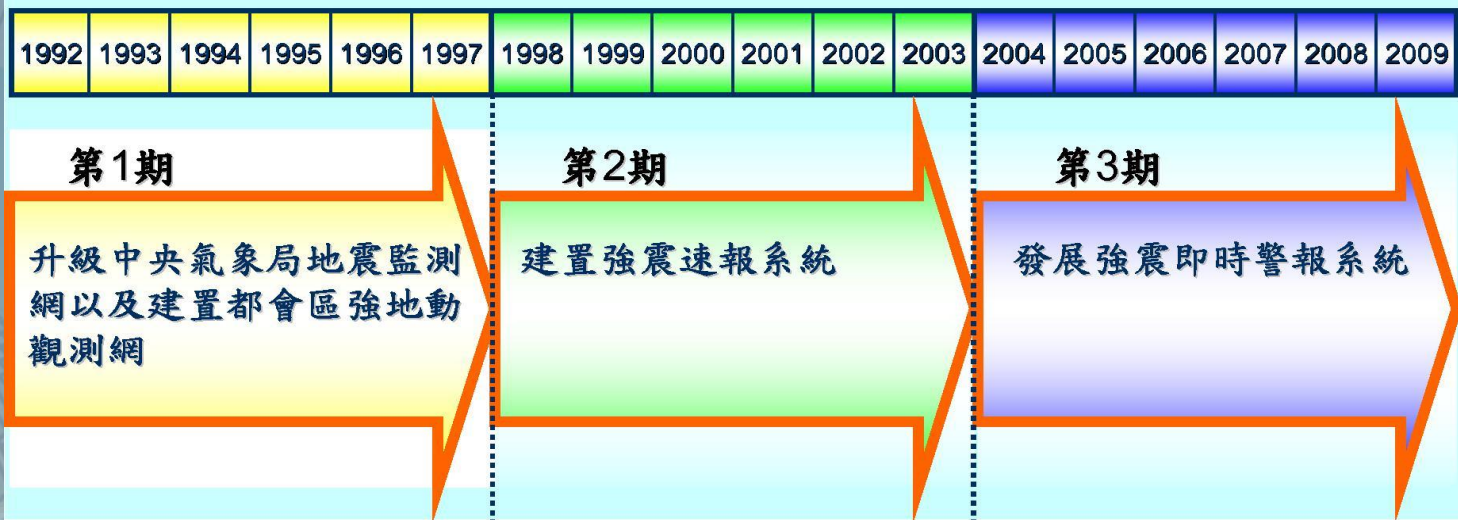 1992 1993 1994 1995 1996 1997 1998 1999 2000 2001 2002 2003 2004 2005 2006 2007 2008 2009
第1期
升級中央氣象局地震監測
網以及建置都會區強地動
觀測網
第2期
建置強震速報系統
第3期
發展強震即時警報系統